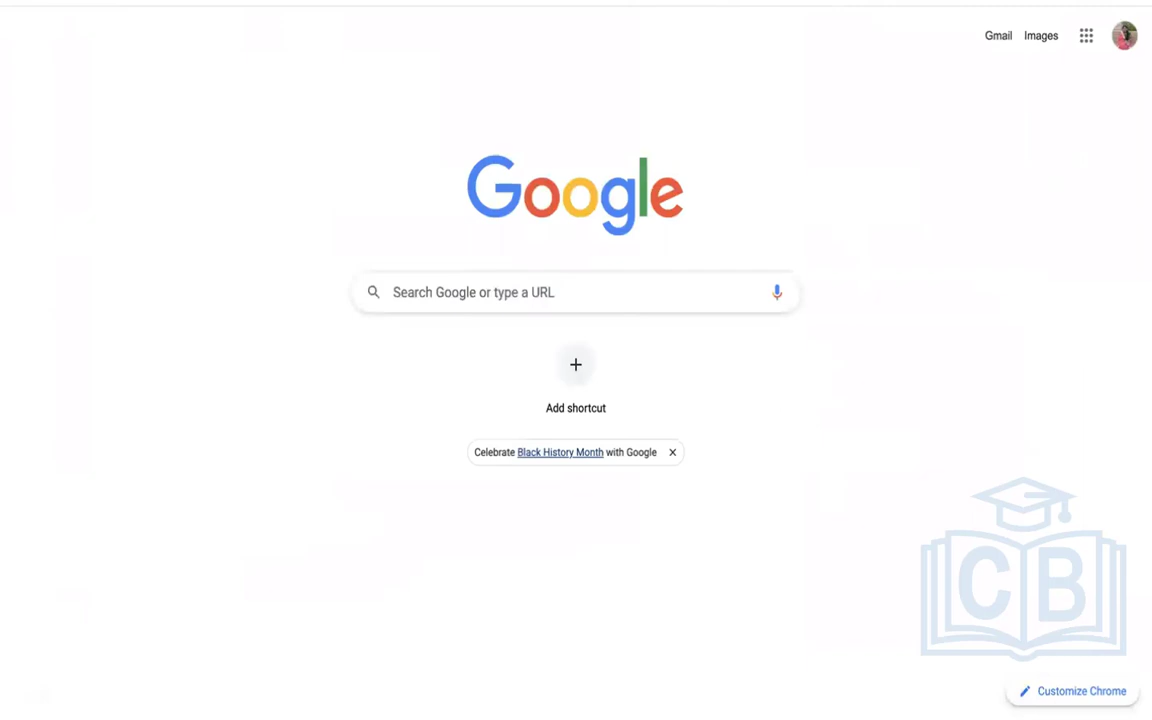 Gmail Images
Google
Search Google or type a URL
Add shortcut
Celebrate Black History Month with Google
CB
Customize Chrome